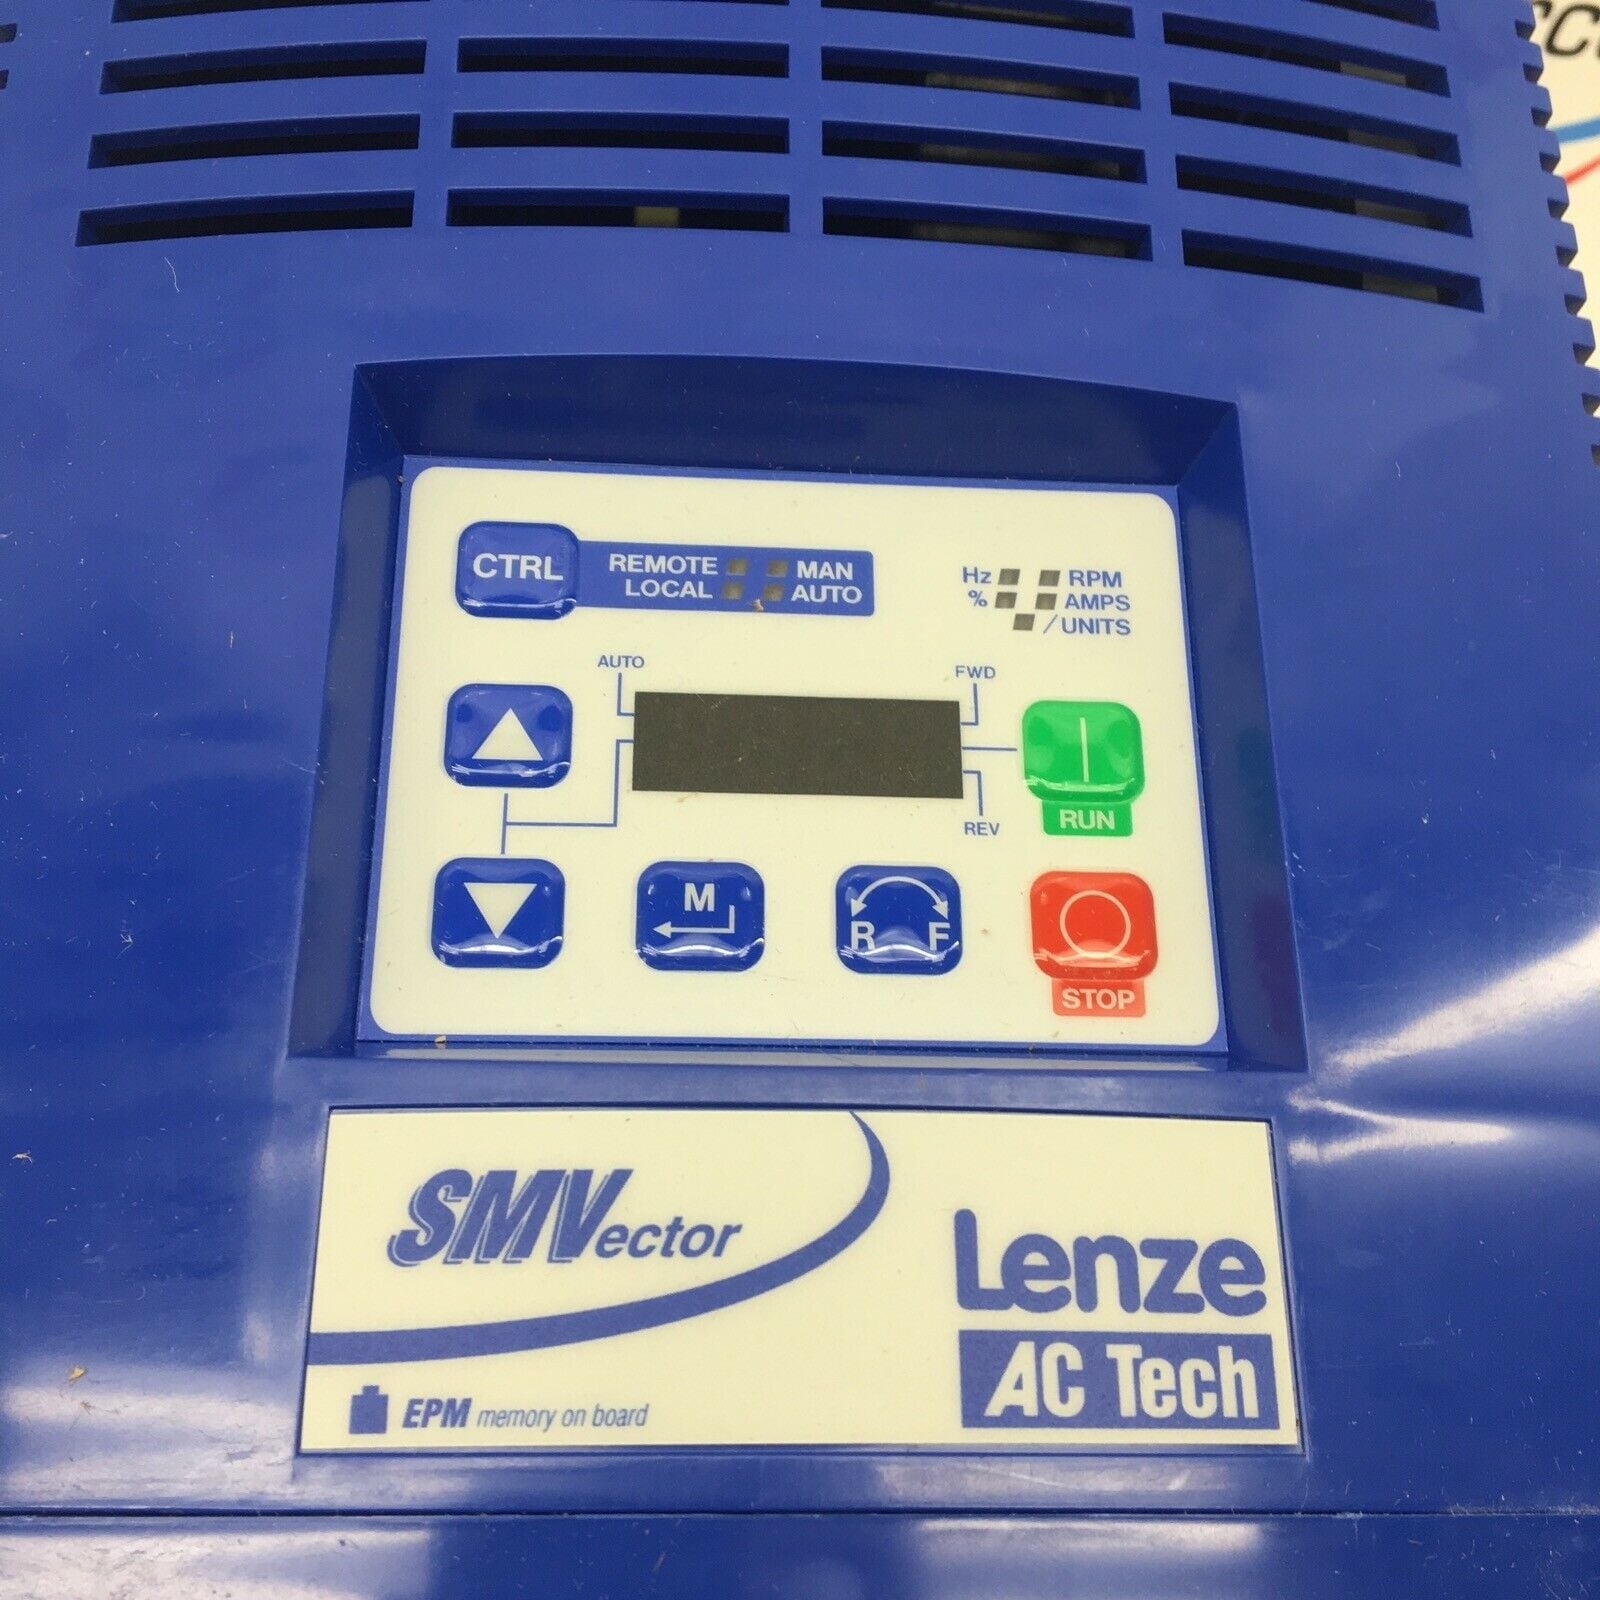 CTRL
REMOTE MAN
LOCAL AUTO
Hz RPM
% AMPS
/UNITS
AUTO
FWD
REV
RUN
M
R F
STOP
SMVector
Lenze
AC Tech
EPM memory on board